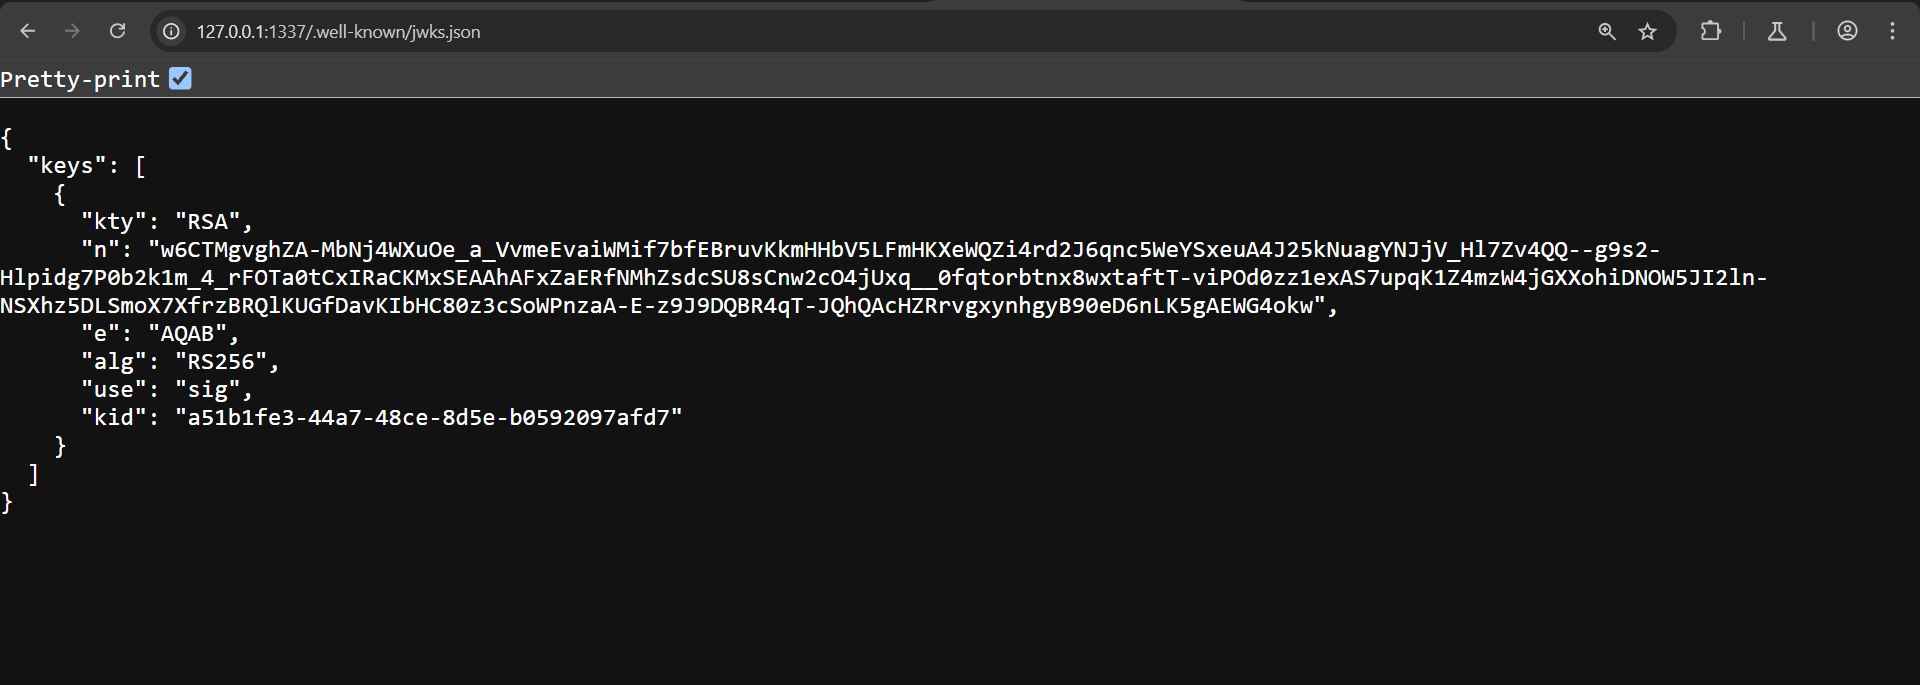 127.0.0.1:1337/.well-known/jwks.json
Pretty-print
{
  "keys": [
    {
      "kty": "RSA",
      "n": "w6CTMgvghZA-MbNj4WXuOe_a_VvmeEvaiWMif7bfEBruvKkmHHbV5LFmHKXeWQZi4rd2J6qnc5WeYSxeuA4J25kNuagYNJjV_Hl7Zv4QQ--g9s2-
Hlpidg7P0b2k1m_4_rFOTa0tCxIRaCKMxSEAAhAFxZaERfNMhZsdcSU8sCnw2cO4jUxq__0fqtorbtnx8wxtaftT-viPOd0zz1exAS7upqK1Z4mzW4jGXXohiDNOW5JI2ln-
NSXhz5DLSmoX7XfrzBRQlKUGfDavKIbHC80z3cSoWPnzaA-E-z9J9DQBR4qT-JQhQAcHZRrvgxynhgyB90eD6nLK5gAEWG4okw",
      "e": "AQAB",
      "alg": "RS256",
      "use": "sig",
      "kid": "a51b1fe3-44a7-48ce-8d5e-b0592097afd7"
    }
  ]
}